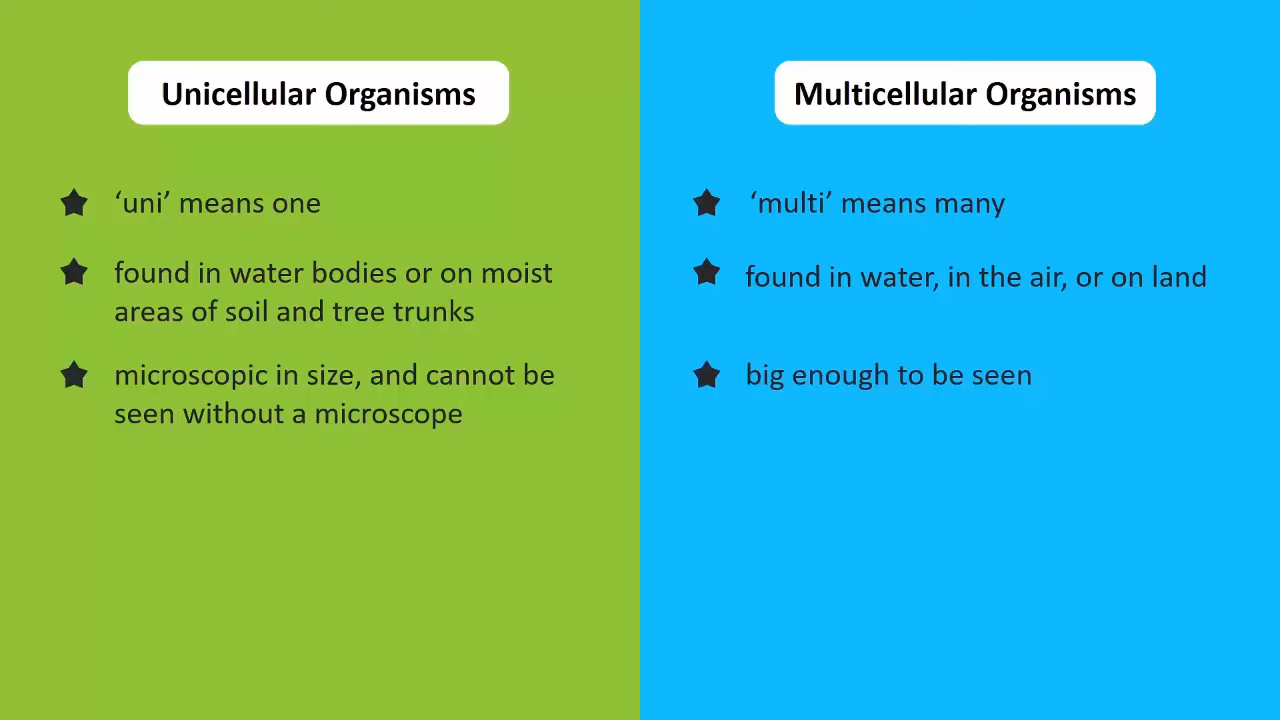 Unicellular Organisms
‘uni’ means one
found in water bodies or on moist
areas of soil and tree trunks
microscopic in size, and cannot be
seen without a microscope
Multicellular Organisms
‘multi’ means many
found in water, in the air, or on land
big enough to be seen